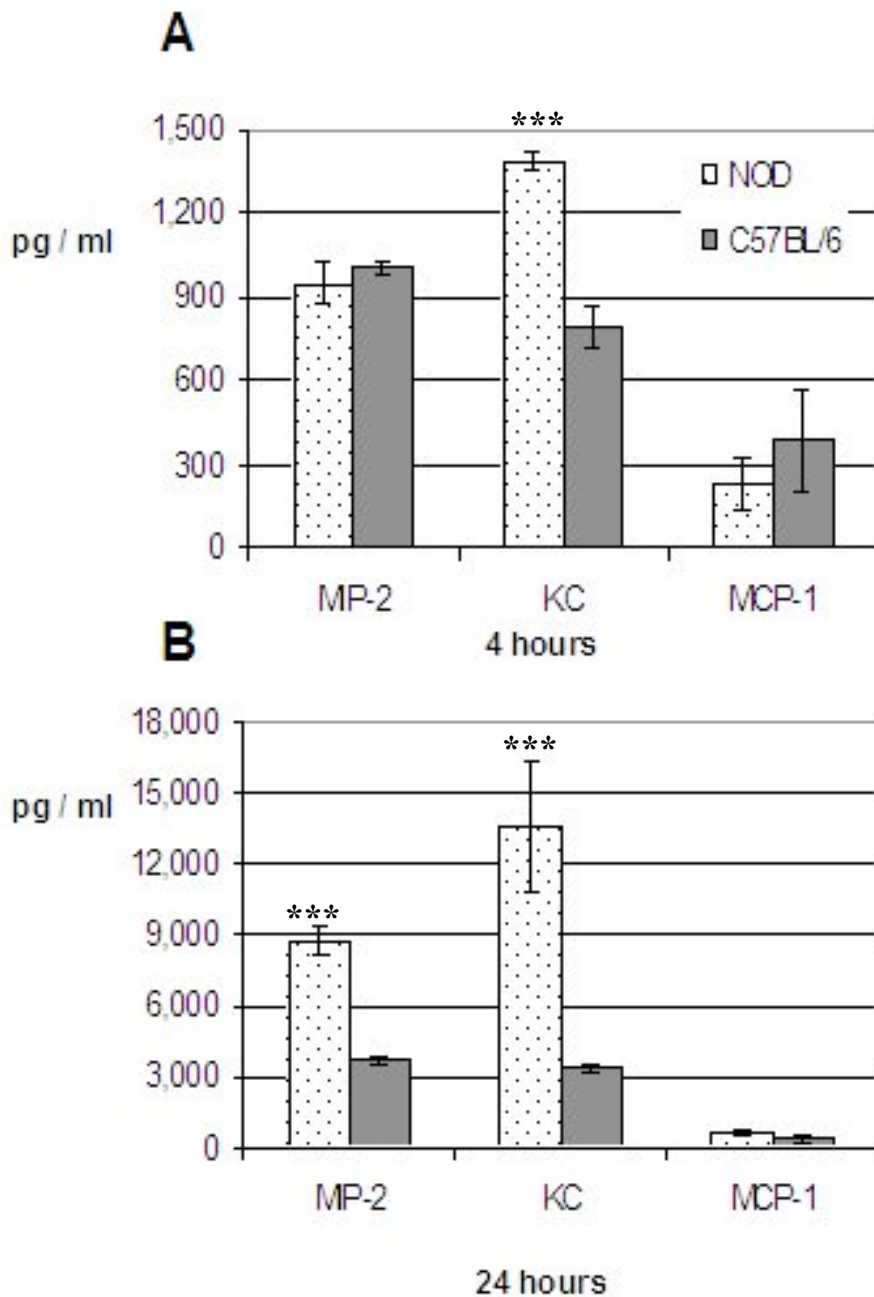 A
1,500
***
NOD
1,200
pg / ml
C57BL/6
900
600
300
0
MIP-2 KC MCP-1
4 hours
B
18,000
***
15,000
pg / ml
12,000
***
9,000
6,000
3,000
0
MIP-2 KC MCP-1
24 hours